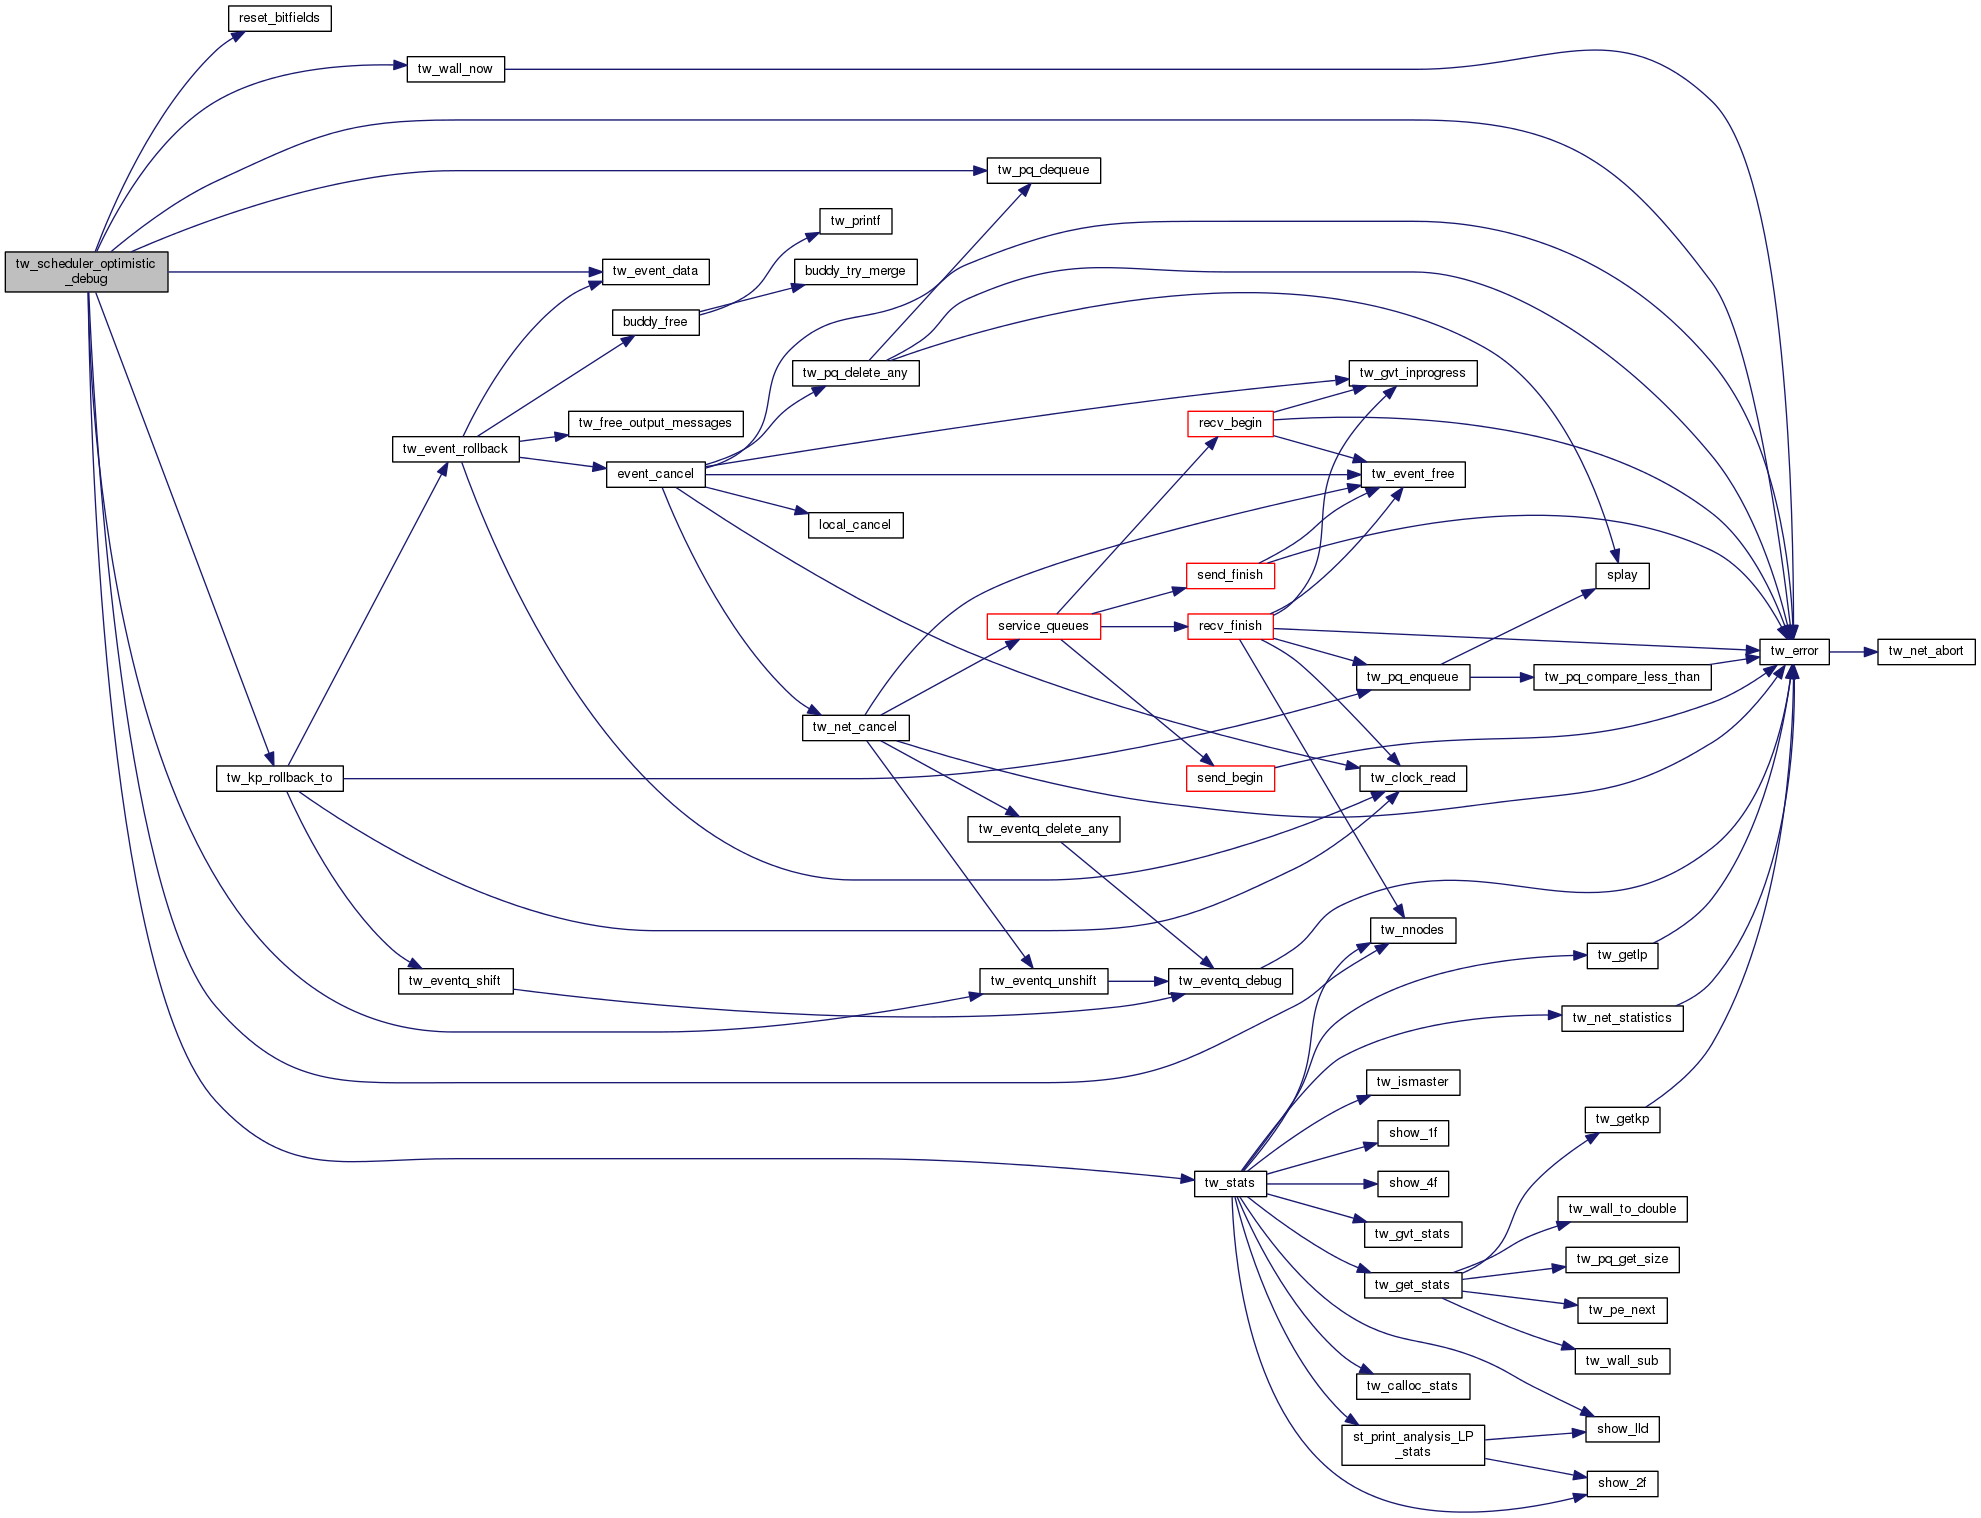 reset_bitfields
tw_wall_now
tw_pq_dequeue
tw_printf
tw_scheduler_optimistic
_debug
tw_event_data
buddy_try_merge
buddy_free
tw_pq_delete_any
tw_gvt_inprogress
tw_free_output_messages
recv_begin
tw_event_rollback
event_cancel
tw_event_free
local_cancel
send_finish
splay
service_queues
recv_finish
tw_error
tw_net_abort
tw_pq_enqueue
tw_pq_compare_less_than
tw_net_cancel
tw_kp_rollback_to
send_begin
tw_clock_read
tw_eventq_delete_any
tw_nnodes
tw_getlp
tw_eventq_shift
tw_eventq_unshift
tw_eventq_debug
tw_net_statistics
tw_ismaster
tw_getkp
show_1f
tw_stats
show_4f
tw_wall_to_double
tw_gvt_stats
tw_pq_get_size
tw_get_stats
tw_pe_next
tw_wall_sub
tw_calloc_stats
show_lld
st_print_analysis_LP
_stats
show_2f